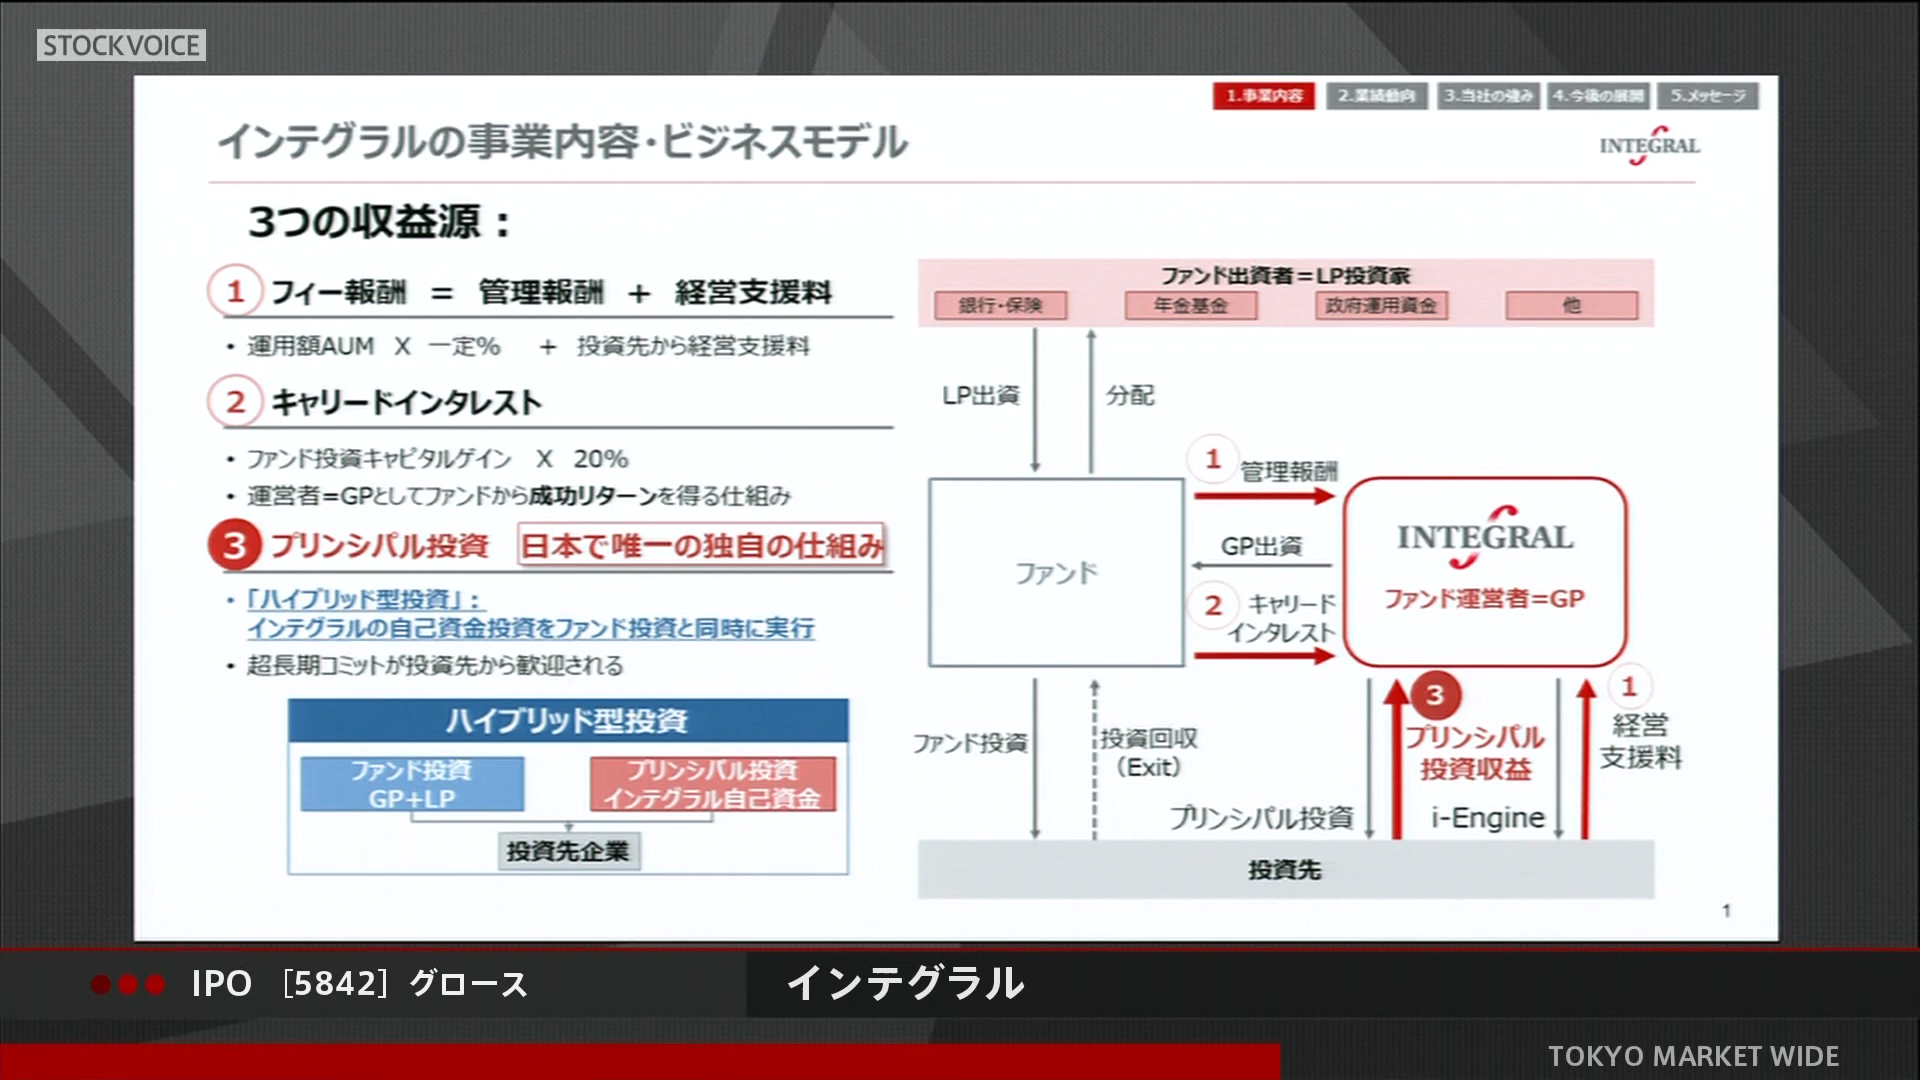 STOCKVOICE
1.事業内容
2.業績動向
3.当社の強み
4.今後の展開
5.メッセージ
インテグラルの事業内容・ビジネスモデル
INTEGRAL
3つの収益源：
1 フィー報酬 ＝ 管理報酬 ＋ 経営支援料
・ 運用額AUM X 一定% ＋ 投資先から経営支援料
2 キャリードインタレスト
・ ファンド投資キャピタルゲイン X 20%
・ 運営者=GPとしてファンドから成功リターンを得る仕組み
3 プリンシパル投資 日本で唯一の独自の仕組み
・ 「ハイブリッド型投資」：
インテグラルの自己資金投資をファンド投資と同時に実行
・ 超長期コミットが投資先から歓迎される
ハイブリッド型投資
ファンド投資
GP+LP
プリンシパル投資
インテグラル自己資金
投資先企業
ファンド出資者＝LP投資家
銀行・保険
年金基金
政府運用資金
他
LP出資
分配
1 管理報酬
ファンド
GP出資
2 キャリード
インタレスト
INTEGRAL
ファンド運営者=GP
ファンド投資
投資回収
（Exit）
プリンシパル投資
3
プリンシパル
投資収益
i-Engine
1
経営
支援料
投資先
1
IPO ［5842］グロース
インテグラル
TOKYO MARKET WIDE